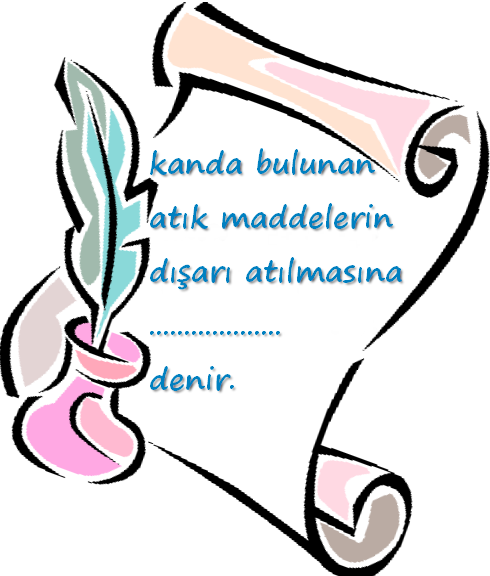 kanda bulunan
atık maddelerin
dışarı atılmasına
...................
denir.